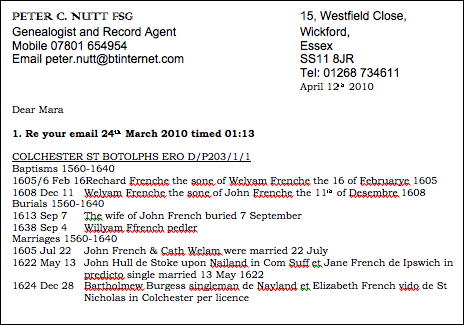 PETER C. NUTT FSG
Genealogist and Record Agent
Mobile 07801 654954
Email peter.nutt@btinternet.com
15, Westfield Close,
Wickford,
Essex
SS11 8JR
Tel: 01268 734611
April 12th 2010
Dear Mara
1. Re your email 24th March 2010 timed 01:13
COLCHESTER ST BOTOLPHS ERO D/P203/1/1
Baptisms 1560-1640
1605/6 Feb 16Rechard Frenche the sone of Welyam Frenche the 16 of Februarye 1605
1608 Dec 11 Welyam Frenche the sone of John Frenche the 11th of Desembre 1608
Burials 1560-1640
1613 Sep 7 The wife of John French buried 7 September
1638 Sep 4 Willyam Ffrench pedler
Marriages 1560-1640
1605 Jul 22 John French & Cath Welam were married 22 July
1622 May 13 John Hull de Stoke upon Nailand in Com Suff et Jane French de Ipswich in
predicto single married 13 May 1622
1624 Dec 28 Bartholmew Burgess singleman de Nayland et Elizabeth French vido de St
Nicholas in Colchester per licence